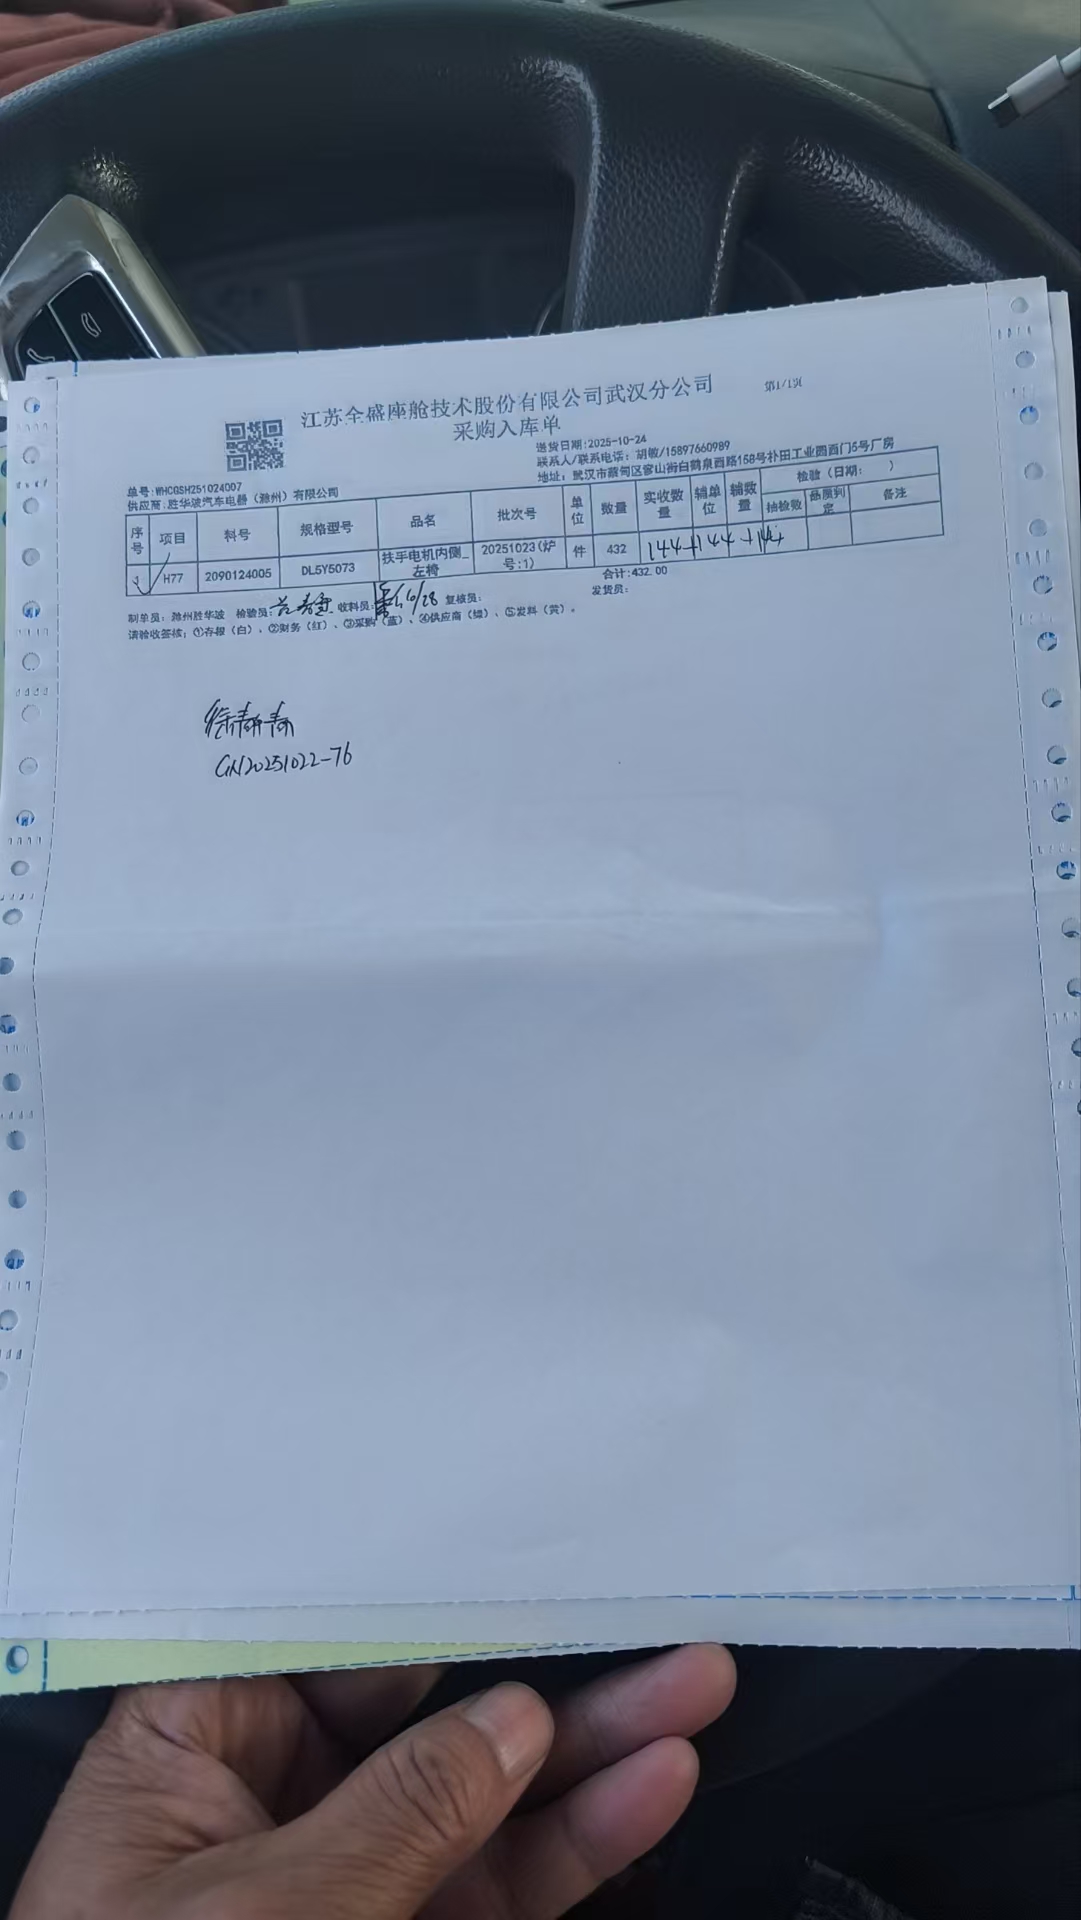 江苏全盛座舱技术股份有限公司武汉分公司
第1/1页
采购入库单
送货日期:2025-10-24
联系人/联系电话: 胡敏/15897660989
地址: 武汉市蔡甸区奓山街白鹤泉西路158号朴田工业园西门5号厂房
单号:WHCGSH251024007
供应商:胜华波汽车电器（滁州）有限公司
序号 项目 料号 规格型号 品名 批次号 单位 数量 实收数量 辅单位 辅数量 检验（日期: ） 抽检数 品质判定 备注
1 H77 2090124005 DL5Y5073 扶手电机内侧_左椅 20251023(炉号:1) 件 432 144+144+144
合计:432.00
制单员: 滁州胜华波 检验员: 收料员: 10/28 复核员: 发货员:
请验收签续: ①存根（白）、②财务（红）、③采购（蓝）、④供应商（绿）、⑤发料（黄）。
GN20251022-76